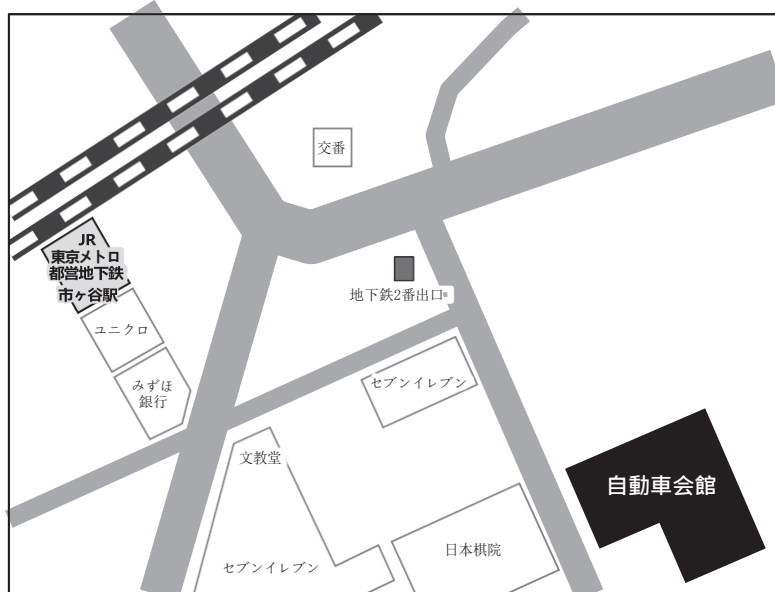 交番
JR
東京メトロ
都営地下鉄
市ヶ谷駅
地下鉄2番出口
ユニクロ
みずほ
銀行
セブンイレブン
文教堂
自動車会館
日本棋院
セブンイレブン